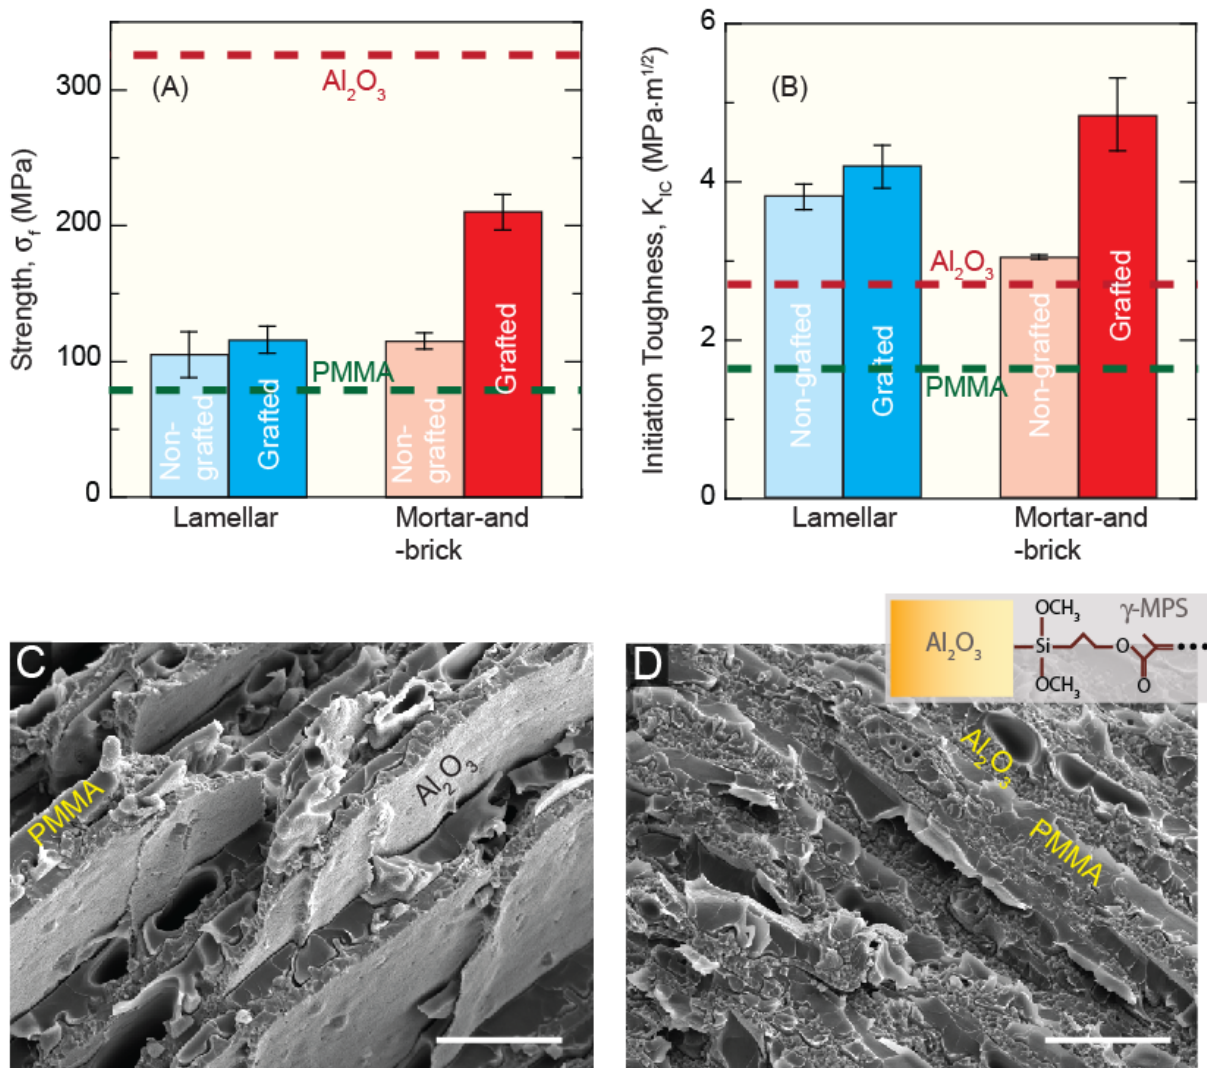 (A)
Al₂O₃
PMMA
Strength, σf (MPa)
300
200
100
0
Non-
grafted
Grafted
Non-
grafted
Grafted
Lamellar
Mortar-and
-brick
(B)
Al₂O₃
PMMA
Initiation Toughness, KIC (MPa·m1/2)
6
4
2
0
Non-grafted
Grafted
Non-grafted
Grafted
Lamellar
Mortar-and
-brick
C
PMMA
Al₂O₃
D
Al₂O₃
PMMA
Al₂O₃
OCH₃
Si
OCH₃
O
O
γ-MPS